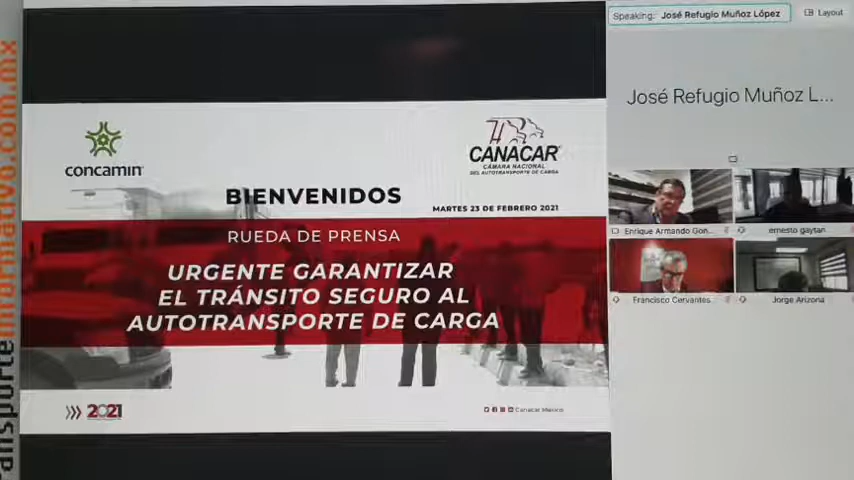 ansporteinformativo.com.mx
concamin
CANACAR
CÁMARA NACIONAL
DEL AUTOTRANSPORTE DE CARGA
BIENVENIDOS
MARTES 23 DE FEBRERO 2021
RUEDA DE PRENSA
URGENTE GARANTIZAR
EL TRÁNSITO SEGURO AL
AUTOTRANSPORTE DE CARGA
2021
Canacar Mexico
Speaking: José Refugio Muñoz López
Layout
José Refugio Muñoz L...
Enrique Armando Gon...
ernesto gaytan
Francisco Cervantes...
Jorge Arizona